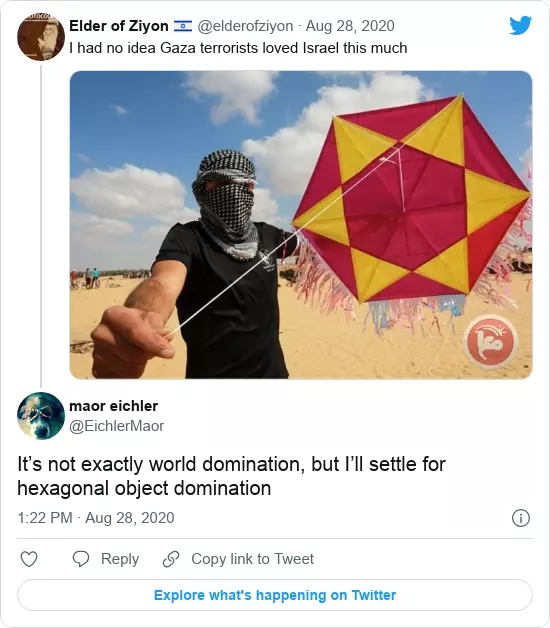 Elder of Ziyon 🇮🇱 @elderofziyon · Aug 28, 2020
I had no idea Gaza terrorists loved Israel this much
maor eichler
@EichlerMaor
It's not exactly world domination, but I'll settle for
hexagonal object domination
1:22 PM · Aug 28, 2020
Reply
Copy link to Tweet
Explore what's happening on Twitter